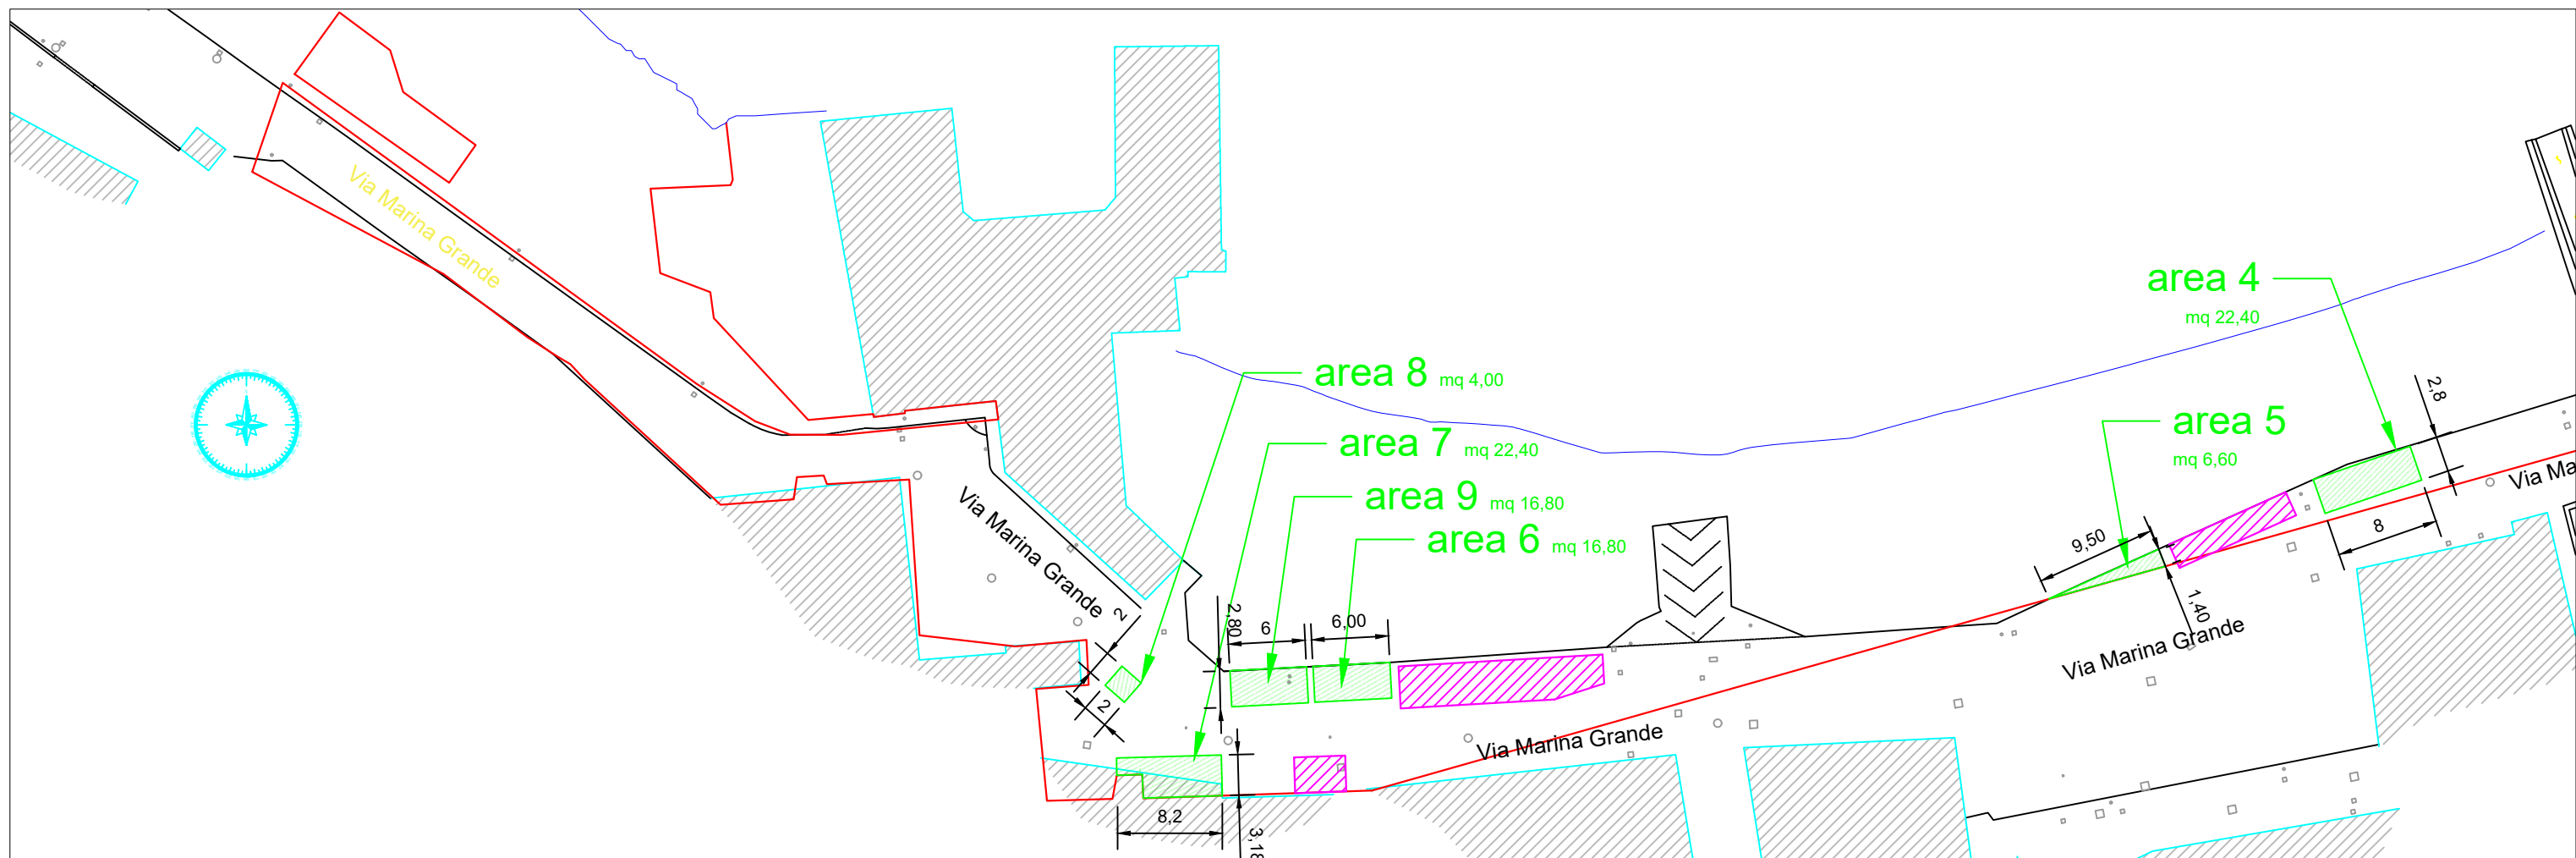 Via Marina Grande
area 4
mq 22,40
area 8 mq 4,00
area 5
mq 6,60
area 7 mq 22,40
area 9 mq 16,80
area 6 mq 16,80
2,8
8
9,50
1,40
Via Ma
Via Marina Grande
2
2
2,80
6
6,00
Via Marina Grande
Via Marina Grande
8,2
3,18